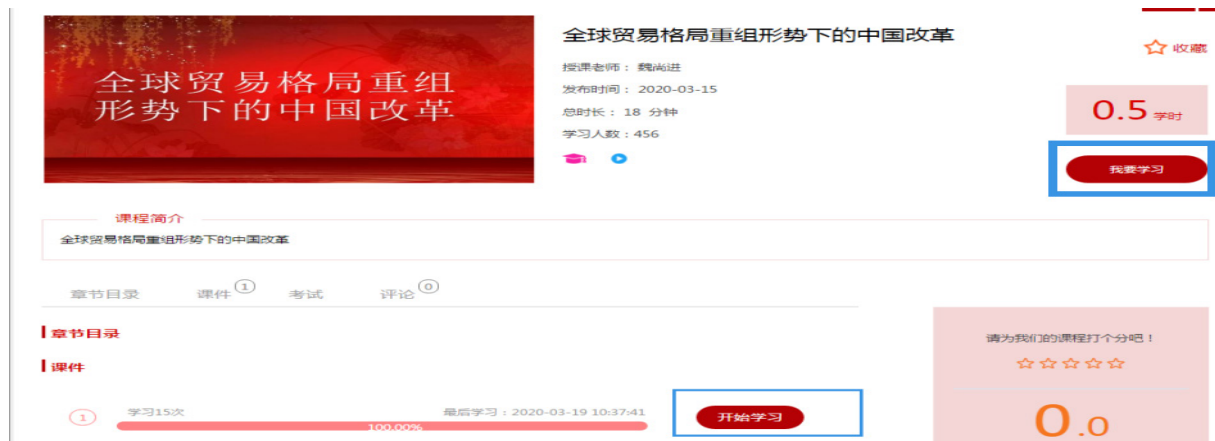 全球贸易格局重组
形势下的中国改革
全球贸易格局重组形势下的中国改革
收藏
授课老师：魏尚进
发布时间：2020-03-15
总时长：18 分钟
学习人数：456
0.5 学时
我要学习
课程简介
全球贸易格局重组形势下的中国改革
章节目录 课件 1 考试 评论 0
章节目录
课件
1 学习15次 最后学习：2020-03-19 10:37:41
100.00%
开始学习
请为我们的课程打个分吧！
0.0